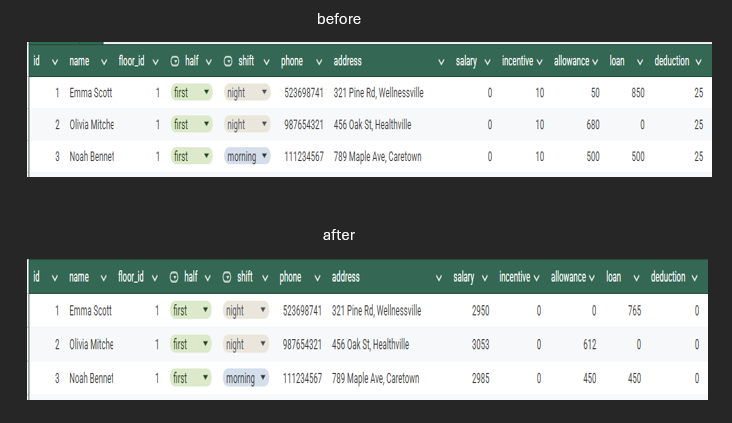 before
id name floor_id half shift phone address salary incentive allowance loan deduction
1 Emma Scott 1 first night 523698741 321 Pine Rd, Wellnessville 0 10 50 850 25
2 Olivia Mitche 1 first night 987654321 456 Oak St, Healthville 0 10 680 0 25
3 Noah Bennet 1 first morning 111234567 789 Maple Ave, Caretown 0 10 500 500 25
after
id name floor_id half shift phone address salary incentive allowance loan deduction
1 Emma Scott 1 first night 523698741 321 Pine Rd, Wellnessville 2950 0 0 765 0
2 Olivia Mitche 1 first night 987654321 456 Oak St, Healthville 3053 0 612 0 0
3 Noah Bennet 1 first morning 111234567 789 Maple Ave, Caretown 2985 0 450 450 0